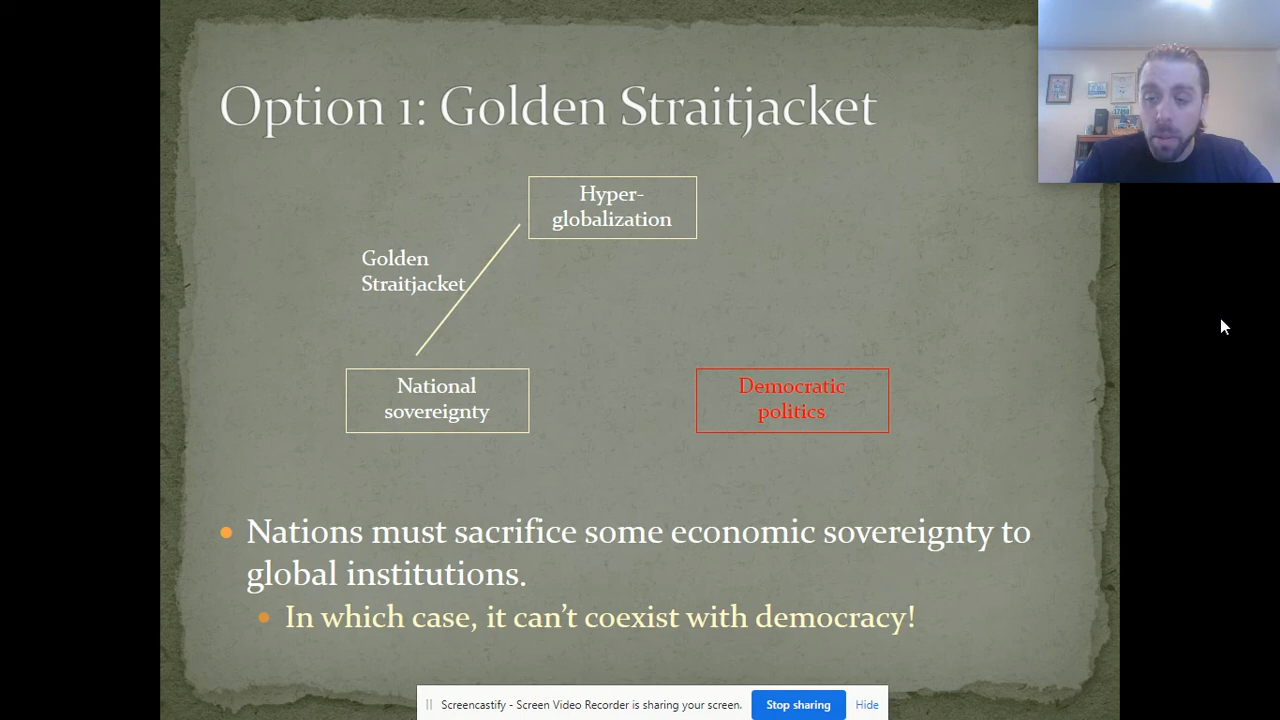 Option 1: Golden Straitjacket
Hyper-
globalization
Golden
Straitjacket
National
sovereignty
Democratic
politics
Nations must sacrifice some economic sovereignty to
global institutions.
In which case, it can’t coexist with democracy!
Screencastify - Screen Video Recorder is sharing your screen.
Stop sharing
Hide